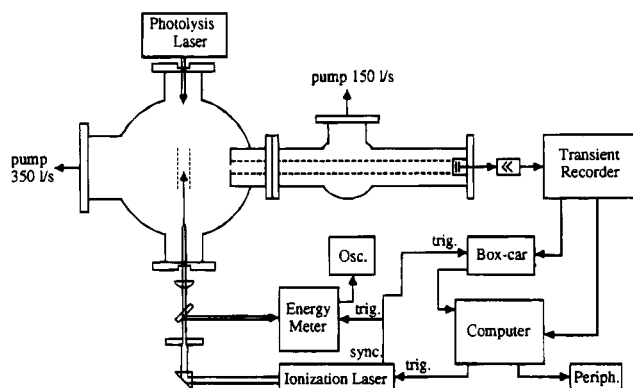 Photolysis
Laser
pump 150 l/s
pump
350 l/s
Transient
Recorder
trig.
Box-car
Osc.
Energy
Meter
trig.
Computer
sync.
trig.
Ionization Laser
Periph.